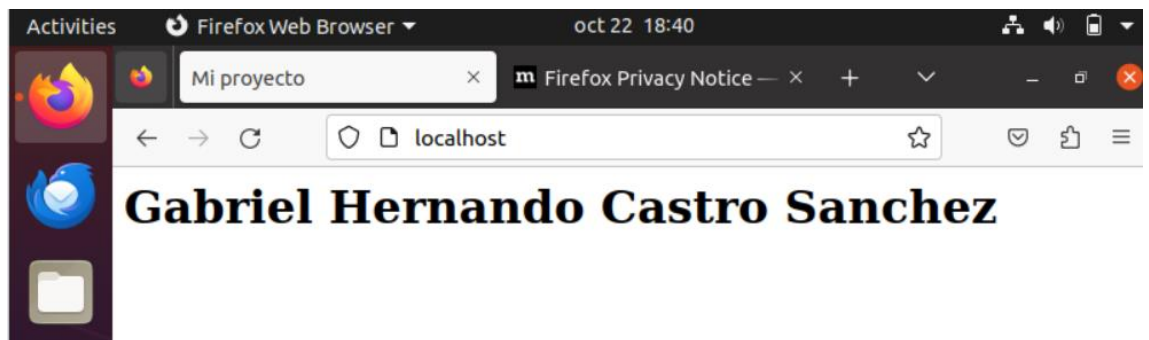 Activities Firefox Web Browser oct 22 18:40
Mi proyecto m Firefox Privacy Notice —
localhost
Gabriel Hernando Castro Sanchez